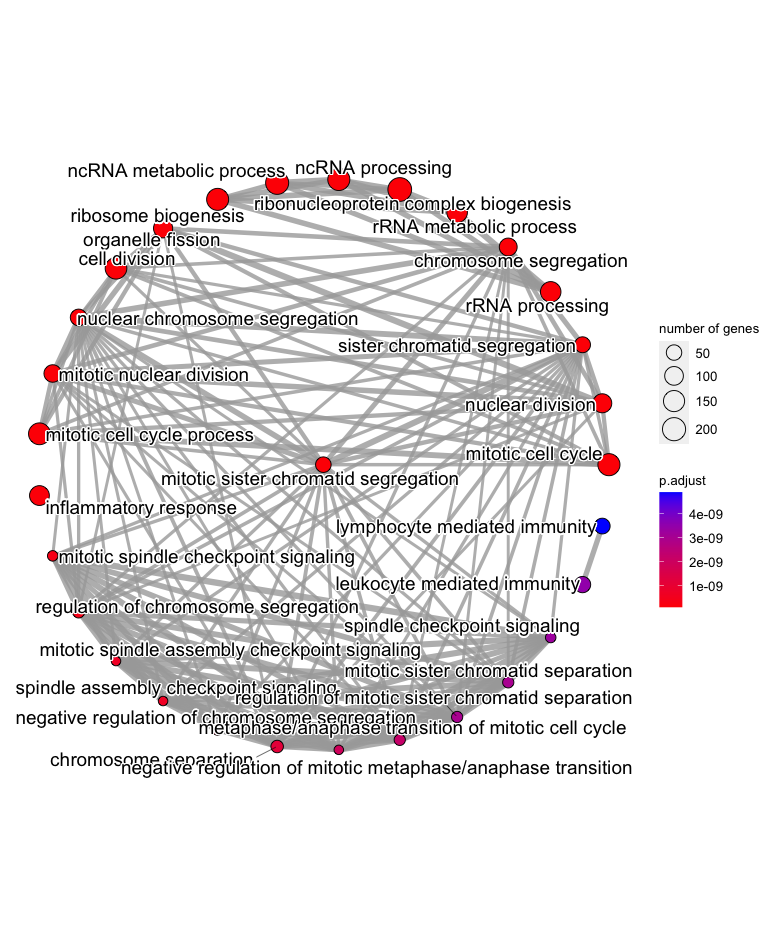 ncRNA metabolic process
ncRNA processing
ribonucleoprotein complex biogenesis
ribosome biogenesis
rRNA metabolic process
organelle fission
cell division
chromosome segregation
rRNA processing
nuclear chromosome segregation
number of genes
sister chromatid segregation
50
mitotic nuclear division
100
nuclear division
150
200
mitotic cell cycle process
mitotic cell cycle
mitotic sister chromatid segregation
p.adjust
inflammatory response
4e-09
lymphocyte mediated immunity
3e-09
mitotic spindle checkpoint signaling
2e-09
leukocyte mediated immunity
1e-09
regulation of chromosome segregation
spindle checkpoint signaling
mitotic spindle assembly checkpoint signaling
mitotic sister chromatid separation
spindle assembly checkpoint signaling
regulation of mitotic sister chromatid separation
negative regulation of chromosome segregation
metaphase/anaphase transition of mitotic cell cycle
chromosome separation
negative regulation of mitotic metaphase/anaphase transition